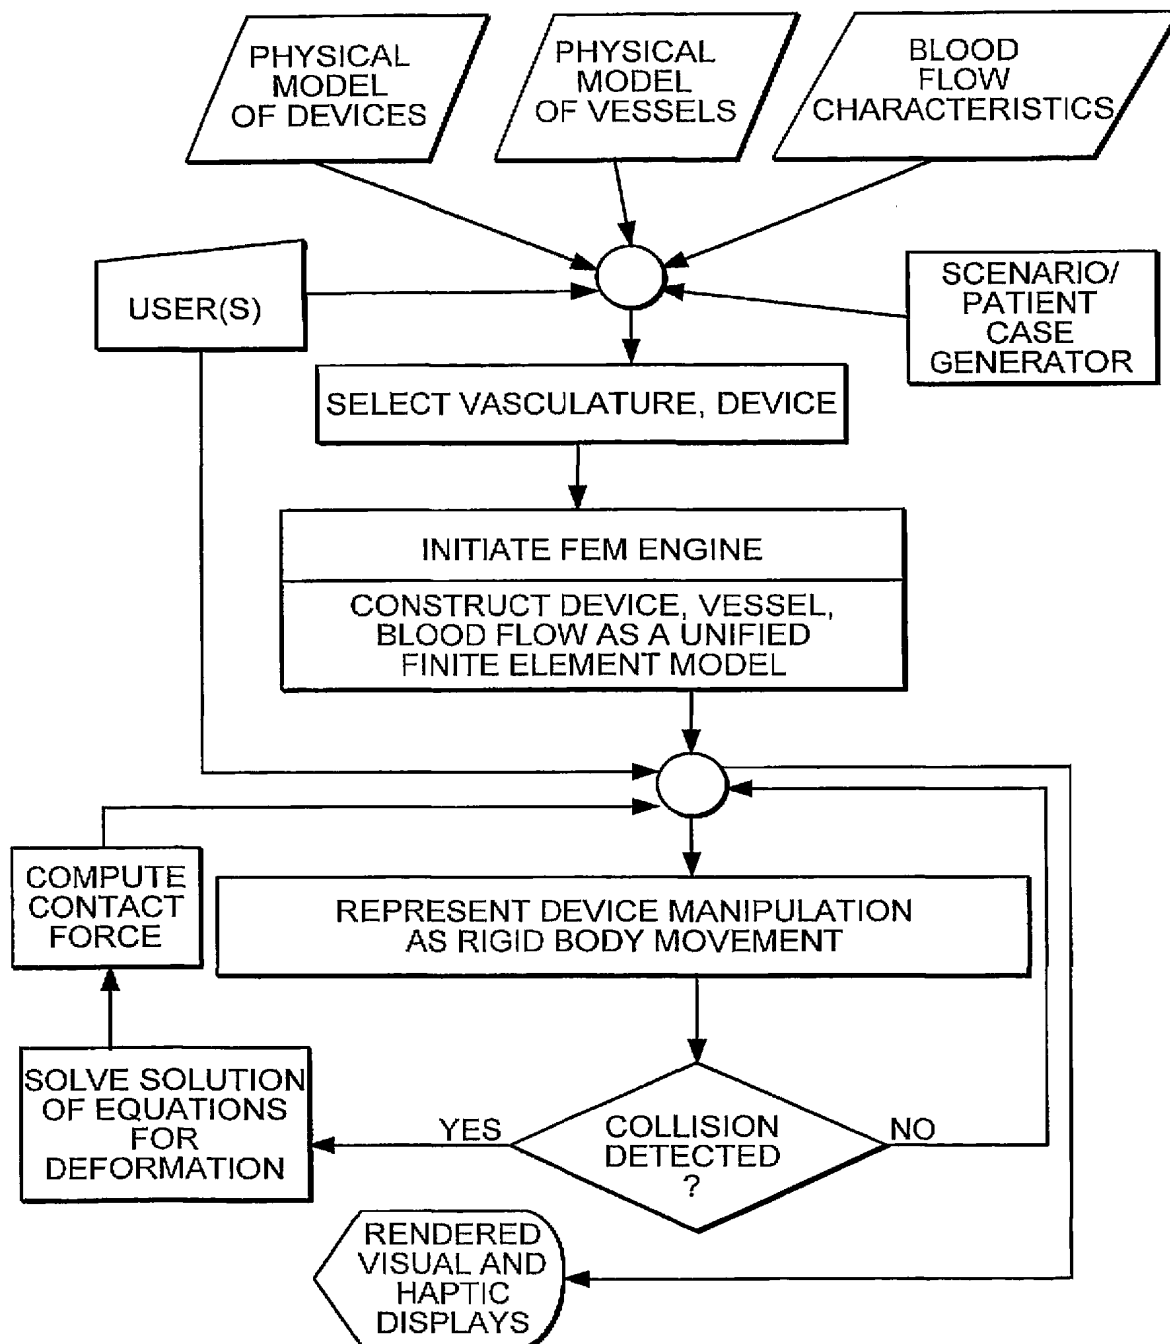 PHYSICAL
MODEL
OF DEVICES
PHYSICAL
MODEL
OF VESSELS
BLOOD
FLOW
CHARACTERISTICS
USER(S)
SCENARIO/
PATIENT
CASE
GENERATOR
SELECT VASCULATURE, DEVICE
INITIATE FEM ENGINE
CONSTRUCT DEVICE, VESSEL,
BLOOD FLOW AS A UNIFIED
FINITE ELEMENT MODEL
COMPUTE
CONTACT
FORCE
REPRESENT DEVICE MANIPULATION
AS RIGID BODY MOVEMENT
SOLVE SOLUTION
OF EQUATIONS
FOR
DEFORMATION
YES
COLLISION
DETECTED
?
NO
RENDERED
VISUAL AND
HAPTIC
DISPLAYS